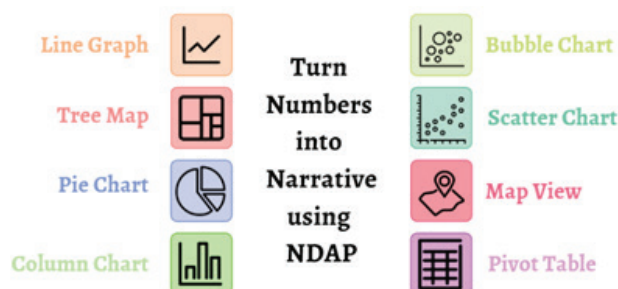 Line Graph
Tree Map
Pie Chart
Column Chart
Turn
Numbers
into
Narrative
using
NDAP
Bubble Chart
Scatter Chart
Map View
Pivot Table